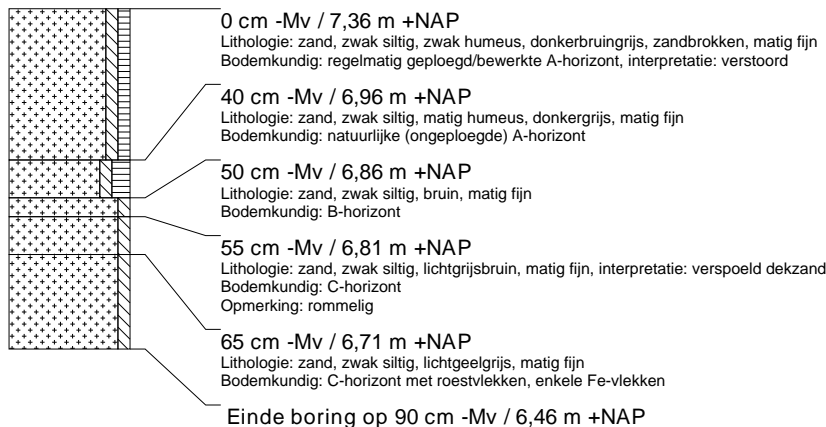 0 cm -Mv / 7,36 m +NAP
Lithologie: zand, zwak siltig, zwak humeus, donkerbruingrijs, zandbrokken, matig fijn
Bodemkundig: regelmatig geploegd/bewerkte A-horizont, interpretatie: verstoord
40 cm -Mv / 6,96 m +NAP
Lithologie: zand, zwak siltig, matig humeus, donkergrijs, matig fijn
Bodemkundig: natuurlijke (ongeploegde) A-horizont
50 cm -Mv / 6,86 m +NAP
Lithologie: zand, zwak siltig, bruin, matig fijn
Bodemkundig: B-horizont
55 cm -Mv / 6,81 m +NAP
Lithologie: zand, zwak siltig, lichtgrijsbruin, matig fijn, interpretatie: verspoeld dekzand
Bodemkundig: C-horizont
Opmerking: rommelig
65 cm -Mv / 6,71 m +NAP
Lithologie: zand, zwak siltig, lichtgeelgrijs, matig fijn
Bodemkundig: C-horizont met roestvlekken, enkele Fe-vlekken
Einde boring op 90 cm -Mv / 6,46 m +NAP